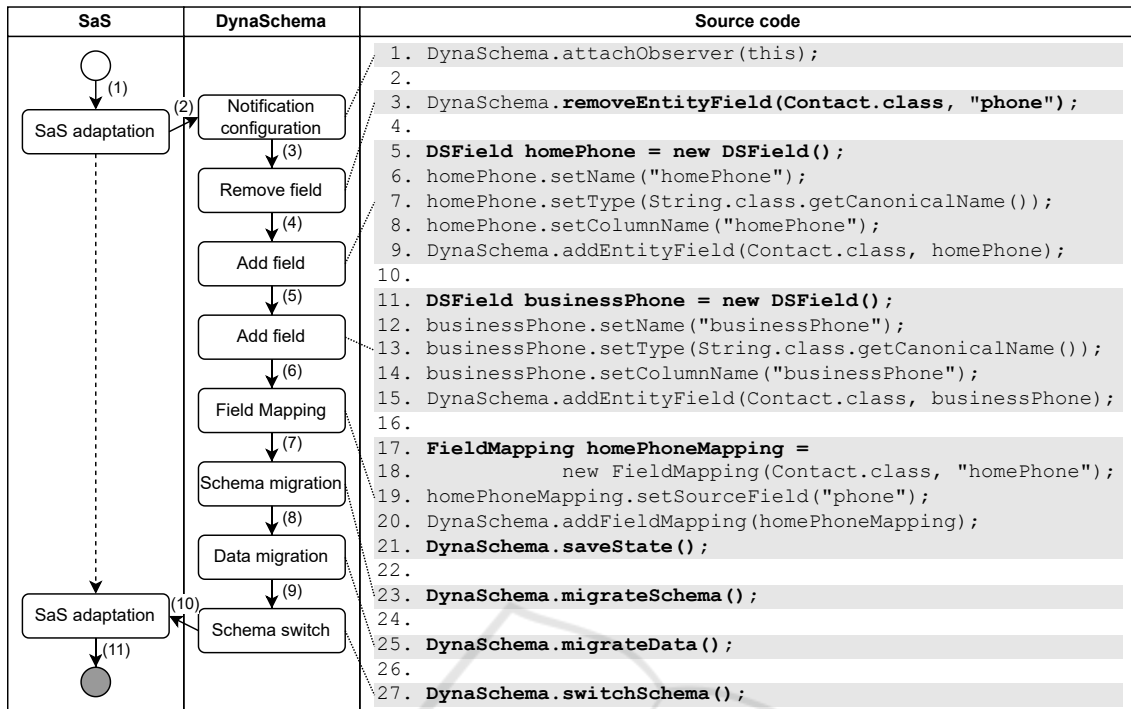 SaS
DynaSchema
Source code
(1)
SaS adaptation
(2)
Notification
configuration
(3)
Remove field
(4)
Add field
(5)
Add field
(6)
Field Mapping
(7)
Schema migration
(8)
Data migration
(9)
Schema switch
(10)
SaS adaptation
(11)
1. DynaSchema.attachObserver(this);
2.
3. DynaSchema.removeEntityField(Contact.class, "phone");
4.
5. DSField homePhone = new DSField();
6. homePhone.setName("homePhone");
7. homePhone.setType(String.class.getCanonicalName());
8. homePhone.setColumnName("homePhone");
9. DynaSchema.addEntityField(Contact.class, homePhone);
10.
11. DSField businessPhone = new DSField();
12. businessPhone.setName("businessPhone");
13. businessPhone.setType(String.class.getCanonicalName());
14. businessPhone.setColumnName("businessPhone");
15. DynaSchema.addEntityField(Contact.class, businessPhone);
16.
17. FieldMapping homePhoneMapping =
18. new FieldMapping(Contact.class, "homePhone");
19. homePhoneMapping.setSourceField("phone");
20. DynaSchema.addFieldMapping(homePhoneMapping);
21. DynaSchema.saveState();
22.
23. DynaSchema.migrateSchema();
24.
25. DynaSchema.migrateData();
26.
27. DynaSchema.switchSchema();